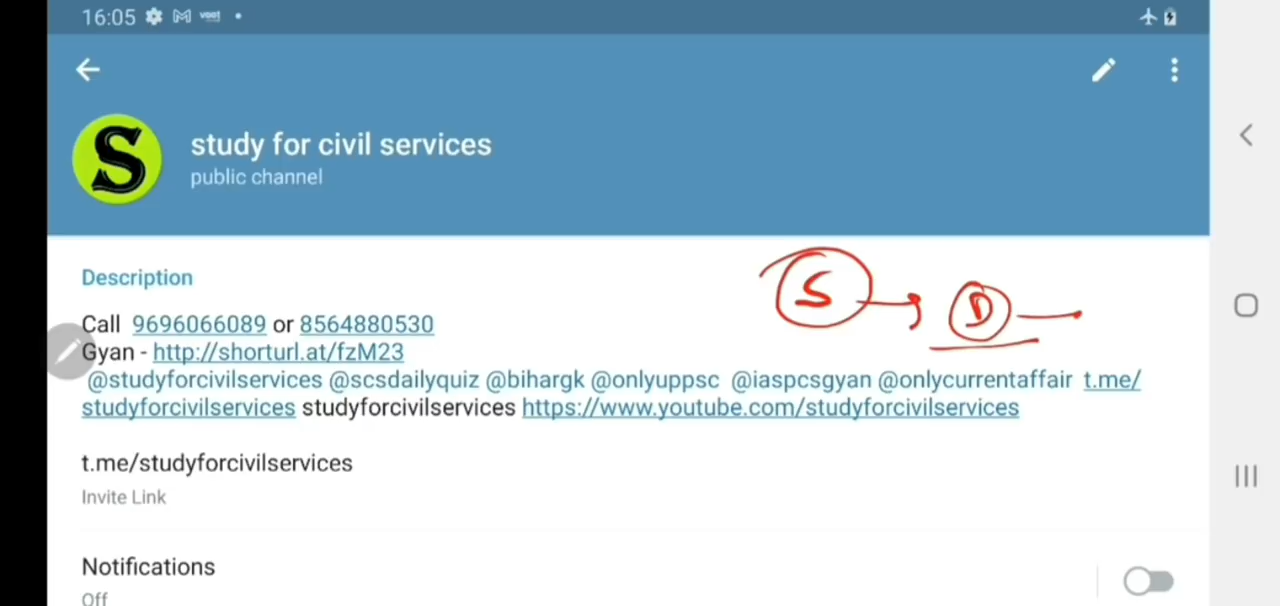 16:05 voot
S
study for civil services
public channel
Description
S D
Call 9696066089 or 8564880530
Gyan - http://shorturl.at/fzM23
@studyforcivilservices @scsdailyquiz @bihargk @onlyuppsc @iaspcsgyan @onlycurrentaffair t.me/
studyforcivilservices studyforcivilservices https://www.youtube.com/studyforcivilservices
t.me/studyforcivilservices
Invite Link
Notifications
Off